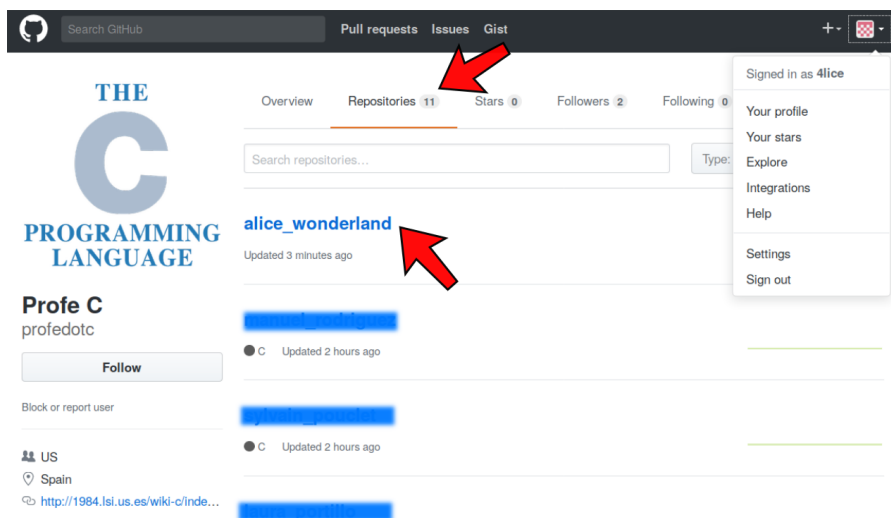 Search GitHub
Pull requests Issues Gist
Signed in as 4lice
Your profile
Your stars
Explore
Integrations
Help
Settings
Sign out
THE
C
PROGRAMMING
LANGUAGE
Profe C
profedotc
Follow
Block or report user
US
Spain
http://1984.lsi.us.es/wiki-c/inde...
Overview Repositories 11 Stars 0 Followers 2 Following 0
Search repositories... Type:
alice_wonderland
Updated 3 minutes ago
C Updated 2 hours ago
C Updated 2 hours ago